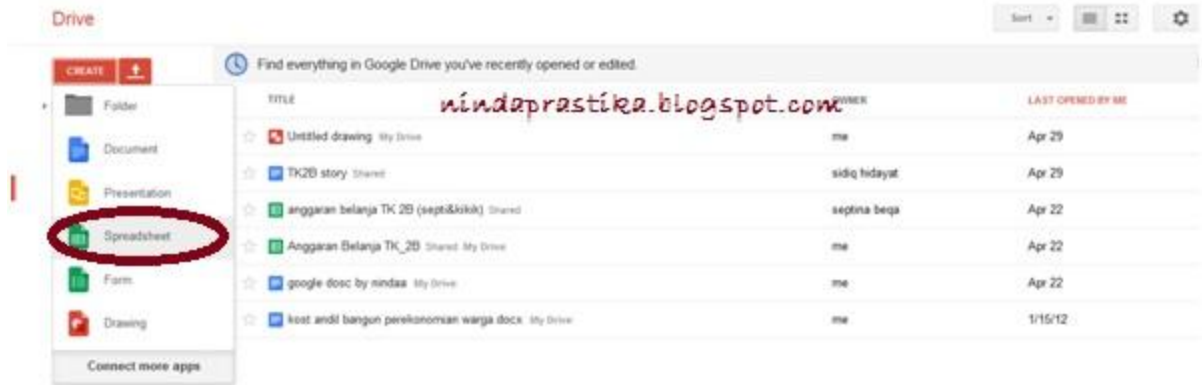 Drive
Sort
CREATE
Find everything in Google Drive you've recently opened or edited.
Folder
Document
Presentation
Spreadsheet
Form
Drawing
Connect more apps
nindaprastika.blogspot.com
TITLE OWNER LAST OPENED BY ME
Untitled drawing My Drive me Apr 29
TK2B story Shared sidiq hidayat Apr 29
anggaran belanja TK 2B (septi&kikik) Shared septina beqa Apr 22
Anggaran Belanja TK_2B Shared My Drive me Apr 22
google dosc by nindaa My Drive me Apr 22
kost andil bangun perekonomian warga docx My Drive me 1/15/12